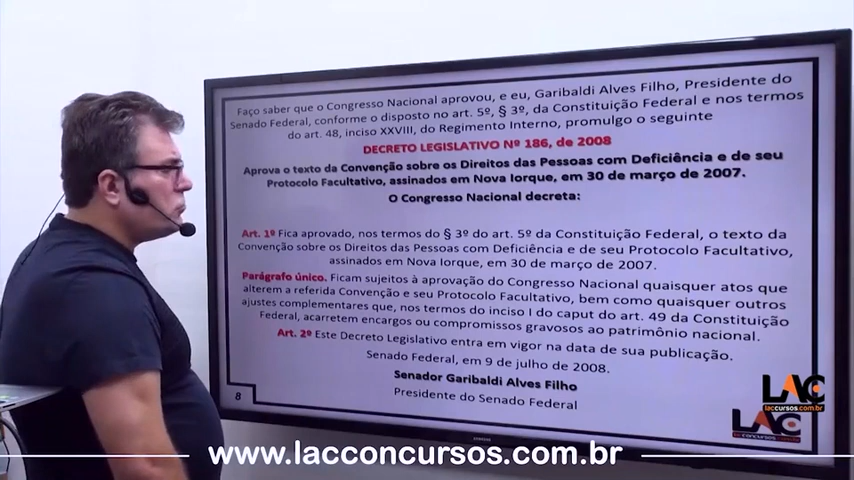 Faço saber que o Congresso Nacional aprovou, e eu, Garibaldi Alves Filho, Presidente do
Senado Federal, conforme o disposto no art. 5º, § 3º, da Constituição Federal e nos termos
do art. 48, inciso XXVIII, do Regimento Interno, promulgo o seguinte
DECRETO LEGISLATIVO Nº 186, de 2008
Aprova o texto da Convenção sobre os Direitos das Pessoas com Deficiência e de seu
Protocolo Facultativo, assinados em Nova Iorque, em 30 de março de 2007.
O Congresso Nacional decreta:
Art. 1º Fica aprovado, nos termos do § 3º do art. 5º da Constituição Federal, o texto da
Convenção sobre os Direitos das Pessoas com Deficiência e de seu Protocolo Facultativo,
assinados em Nova Iorque, em 30 de março de 2007.
Parágrafo único. Ficam sujeitos à aprovação do Congresso Nacional quaisquer atos que
alterem a referida Convenção e seu Protocolo Facultativo, bem como quaisquer outros
ajustes complementares que, nos termos do inciso I do caput do art. 49 da Constituição
Federal, acarretem encargos ou compromissos gravosos ao patrimônio nacional.
Art. 2º Este Decreto Legislativo entra em vigor na data de sua publicação.
Senado Federal, em 9 de julho de 2008.
Senador Garibaldi Alves Filho
Presidente do Senado Federal
8
LAC
laccursos.com.br
LAC
laccursos.com.br
SAMSUNG
www.lacconcursos.com.br